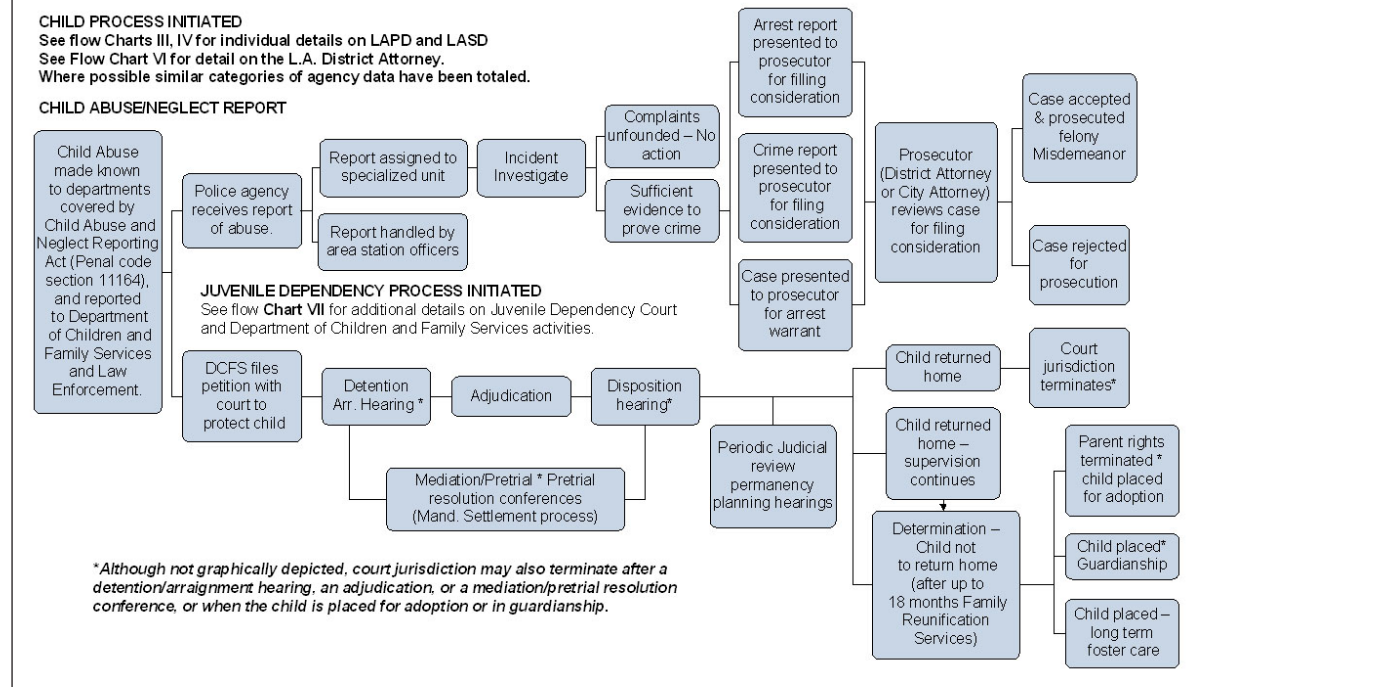 CHILD PROCESS INITIATED
See flow Charts III, IV for individual details on LAPD and LASD
See Flow Chart VI for detail on the L.A. District Attorney.
Where possible similar categories of agency data have been totaled.
CHILD ABUSE/NEGLECT REPORT
Child Abuse
made known
to departments
covered by
Child Abuse and
Neglect Reporting
Act (Penal code
section 11164),
and reported
to Department
of Children and
Family Services
and Law
Enforcement.
Police agency
receives report
of abuse.
Report assigned to
specialized unit
Report handled by
area station officers
Incident
Investigate
Complaints
unfounded – No
action
Sufficient
evidence to
prove crime
Arrest report
presented to
prosecutor
for filling
consideration
Crime report
presented to
prosecutor
for filing
consideration
Case presented
to prosecutor
for arrest
warrant
Prosecutor
(District Attorney
or City Attorney)
reviews case
for filing
consideration
Case accepted
& prosecuted
felony
Misdemeanor
Case rejected
for
prosecution
JUVENILE DEPENDENCY PROCESS INITIATED
See flow Chart VII for additional details on Juvenile Dependency Court
and Department of Children and Family Services activities.
DCFS files
petition with
court to
protect child
Detention
Arr. Hearing *
Adjudication
Disposition
hearing*
Mediation/Pretrial * Pretrial
resolution conferences
(Mand. Settlement process)
Periodic Judicial
review
permanency
planning hearings
Child returned
home
Court
jurisdiction
terminates*
Child returned
home –
supervision
continues
Determination –
Child not
to return home
(after up to
18 months Family
Reunification
Services)
Parent rights
terminated *
child placed
for adoption
Child placed*
Guardianship
Child placed –
long term
foster care
*Although not graphically depicted, court jurisdiction may also terminate after a
detention/arraignment hearing, an adjudication, or a mediation/pretrial resolution
conference, or when the child is placed for adoption or in guardianship.